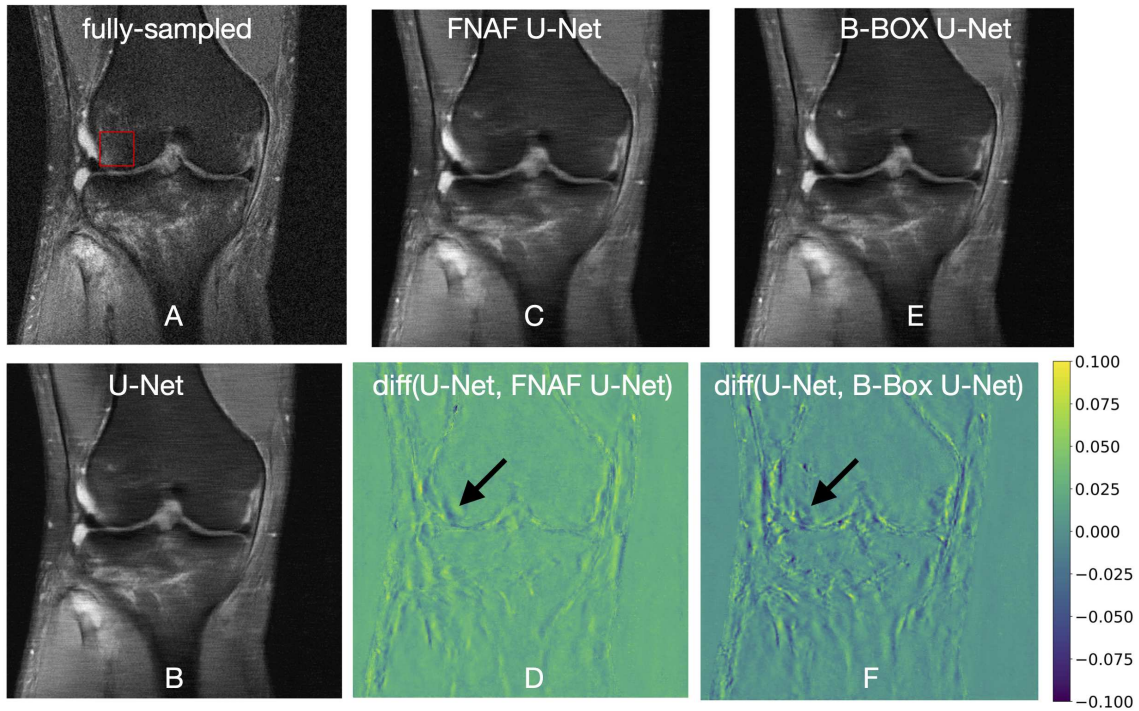 fully-sampled
FNAF U-Net
B-BOX U-Net
A
C
E
U-Net
diff(U-Net, FNAF U-Net)
diff(U-Net, B-Box U-Net)
B
D
F
0.100
0.075
0.050
0.025
0.000
−0.025
−0.050
−0.075
−0.100